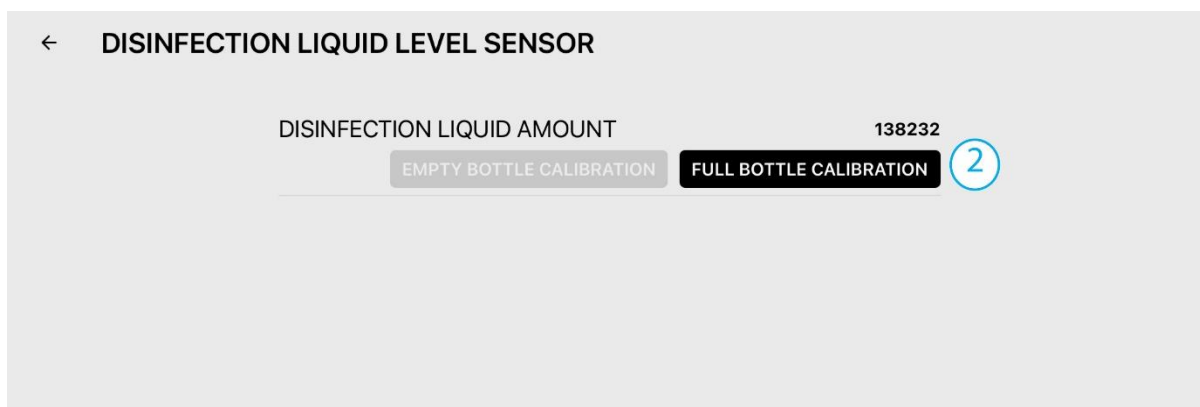 ← DISINFECTION LIQUID LEVEL SENSOR
DISINFECTION LIQUID AMOUNT 138232
EMPTY BOTTLE CALIBRATION FULL BOTTLE CALIBRATION 2